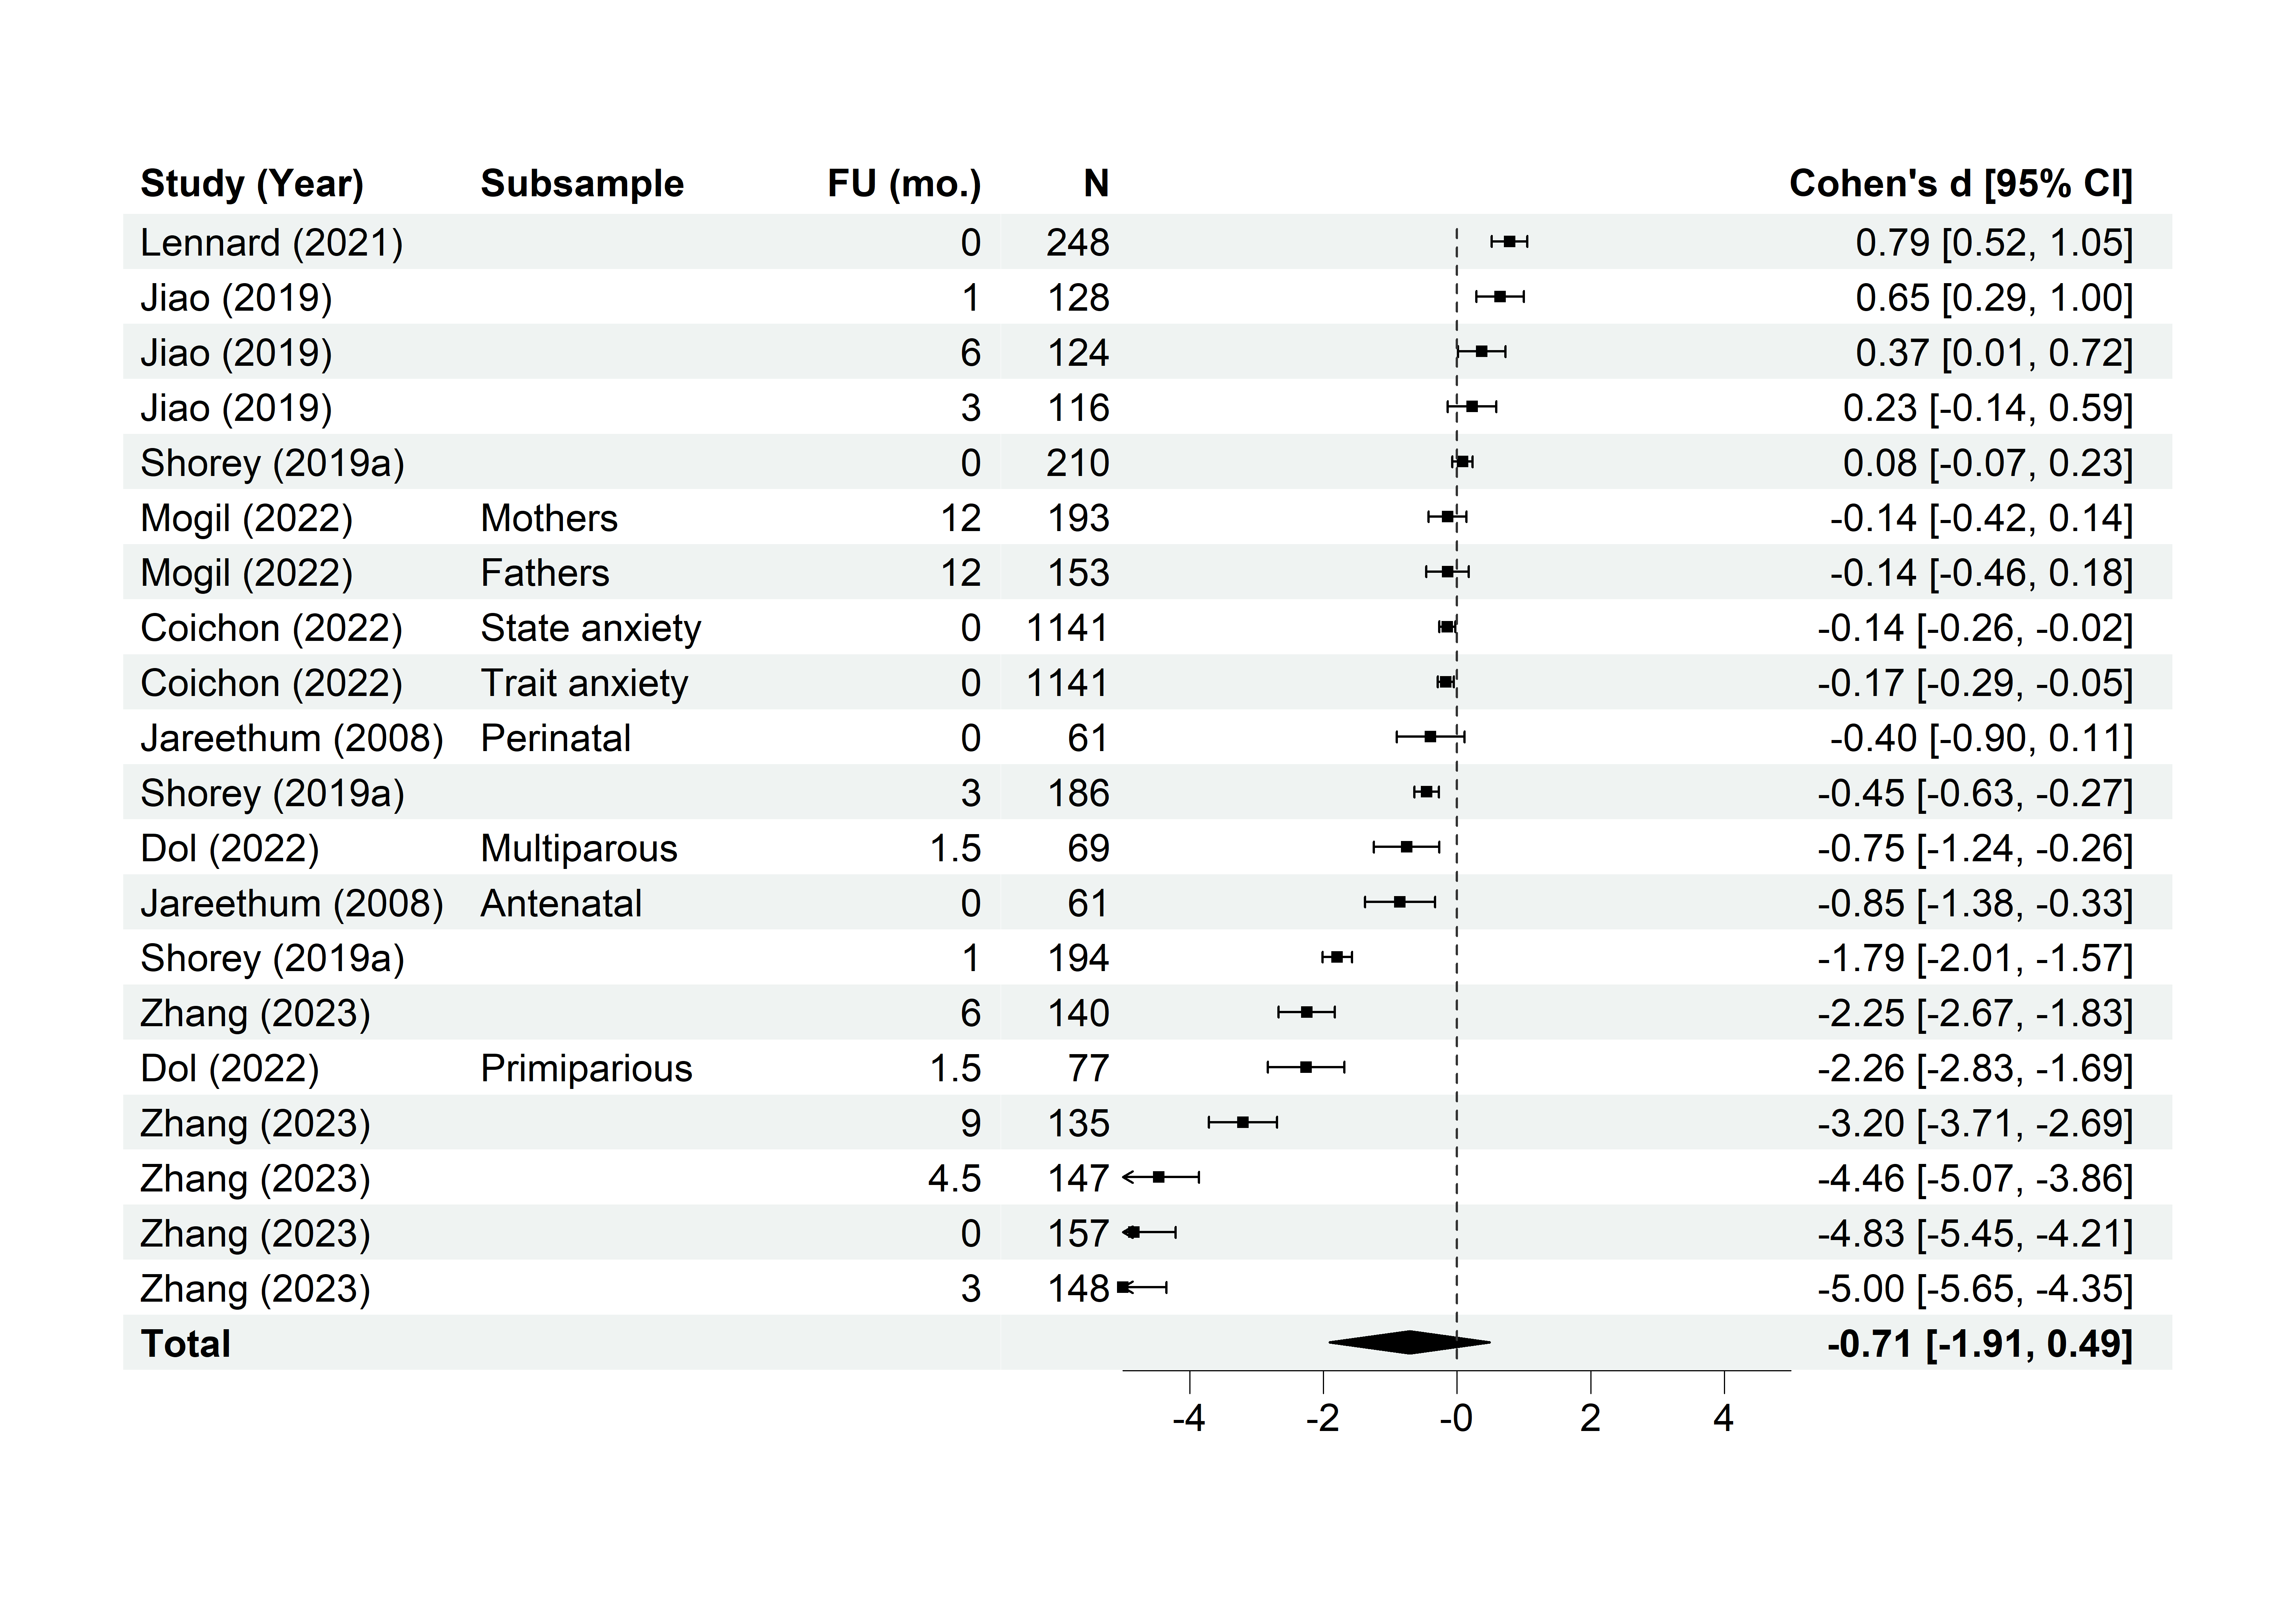 Study (Year) Subsample FU (mo.) N Cohen's d [95% CI]
Lennard (2021) 0 248 0.79 [0.52, 1.05]
Jiao (2019) 1 128 0.65 [0.29, 1.00]
Jiao (2019) 6 124 0.37 [0.01, 0.72]
Jiao (2019) 3 116 0.23 [-0.14, 0.59]
Shorey (2019a) 0 210 0.08 [-0.07, 0.23]
Mogil (2022) Mothers 12 193 -0.14 [-0.42, 0.14]
Mogil (2022) Fathers 12 153 -0.14 [-0.46, 0.18]
Coichon (2022) State anxiety 0 1141 -0.14 [-0.26, -0.02]
Coichon (2022) Trait anxiety 0 1141 -0.17 [-0.29, -0.05]
Jareethum (2008) Perinatal 0 61 -0.40 [-0.90, 0.11]
Shorey (2019a) 3 186 -0.45 [-0.63, -0.27]
Dol (2022) Multiparous 1.5 69 -0.75 [-1.24, -0.26]
Jareethum (2008) Antenatal 0 61 -0.85 [-1.38, -0.33]
Shorey (2019a) 1 194 -1.79 [-2.01, -1.57]
Zhang (2023) 6 140 -2.25 [-2.67, -1.83]
Dol (2022) Primiparious 1.5 77 -2.26 [-2.83, -1.69]
Zhang (2023) 9 135 -3.20 [-3.71, -2.69]
Zhang (2023) 4.5 147 -4.46 [-5.07, -3.86]
Zhang (2023) 0 157 -4.83 [-5.45, -4.21]
Zhang (2023) 3 148 -5.00 [-5.65, -4.35]
Total -0.71 [-1.91, 0.49]
-4 -2 -0 2 4